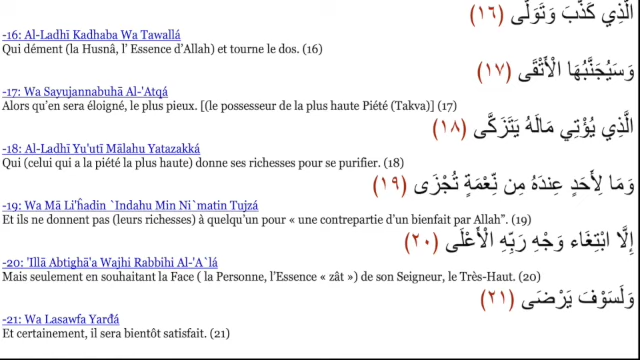 الَّذِي كَذَّبَ وَتَوَلَّى (١٦)
-16: Al-Ladhī Kadhaba Wa Tawallá
Qui dément (la Husnâ, l’ Essence d’Allah) et tourne le dos. (16)
وَسَيُجَنَّبُهَا الْأَتْقَى (١٧)
-17: Wa Sayujannabuhā Al-'Atqá
Alors qu’en sera éloigné, le plus pieux. [(le possesseur de la plus haute Piété (Takva)] (17)
الَّذِي يُؤْتِي مَالَهُ يَتَزَكَّى (١٨)
-18: Al-Ladhī Yu'utī Mālahu Yatazakká
Qui (celui qui a la piété la plus haute) donne ses richesses pour se purifier. (18)
وَمَا لِأَحَدٍ عِندَهُ مِن نِّعْمَةٍ تُجْزَى (١٩)
-19: Wa Mā Li'ĥadin `Indahu Min Ni`matin Tujzá
Et ils ne donnent pas (leurs richesses) à quelqu’un pour « une contrepartie d’un bienfait par Allah”. (19)
إِلَّا ابْتِغَاء وَجْهِ رَبِّهِ الْأَعْلَى (٢٠)
-20: 'Illā Abtighā'a Wajhi Rabbihi Al-'A`lá
Mais seulement en souhaitant la Face ( la Personne, l’Essence « zât ») de son Seigneur, le Très-Haut. (20)
وَلَسَوْفَ يَرْضَى (٢١)
-21: Wa Lasawfa Yarđá
Et certainement, il sera bientôt satisfait. (21)